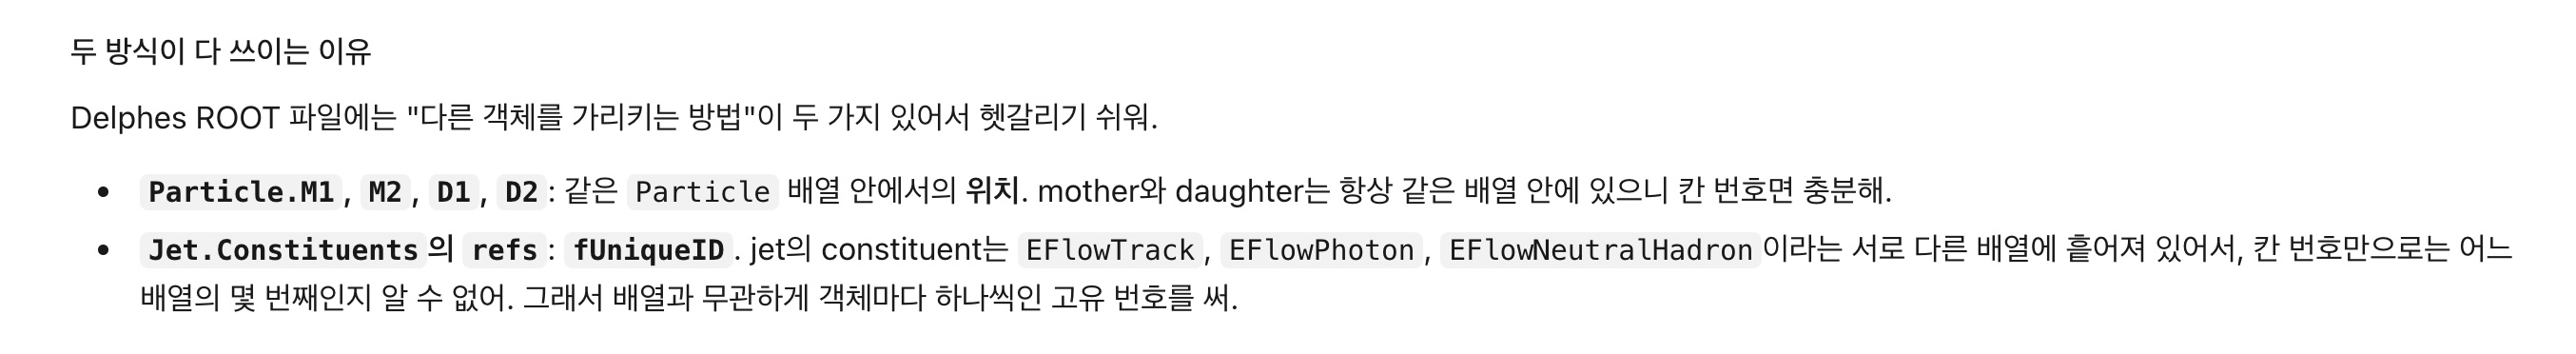 두 방식이 다 쓰이는 이유
Delphes ROOT 파일에는 "다른 객체를 가리키는 방법"이 두 가지 있어서 헷갈리기 쉬워.
• Particle.M1, M2, D1, D2: 같은 Particle 배열 안에서의 위치. mother와 daughter는 항상 같은 배열 안에 있으니 칸 번호면 충분해.
• Jet.Constituents의 refs: fUniqueID. jet의 constituent는 EFlowTrack, EFlowPhoton, EFlowNeutralHadron이라는 서로 다른 배열에 흩어져 있어서, 칸 번호만으로는 어느
배열의 몇 번째인지 알 수 없어. 그래서 배열과 무관하게 객체마다 하나씩인 고유 번호를 써.